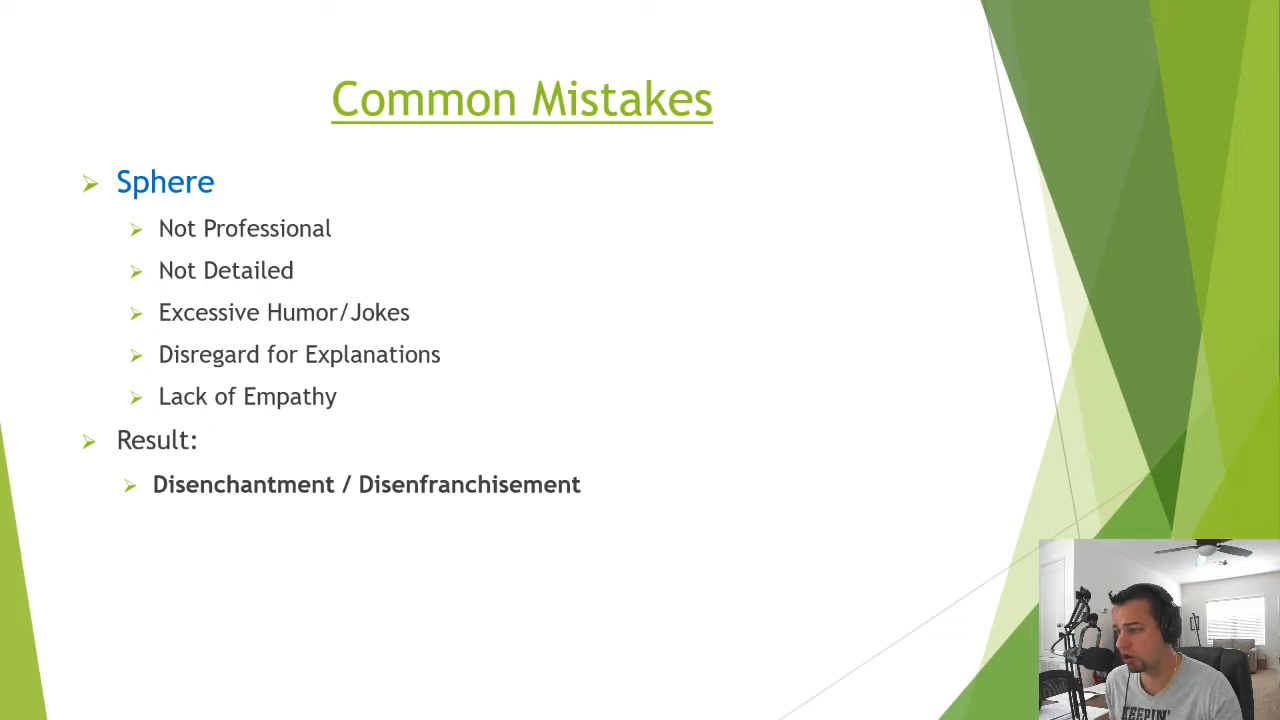 Common Mistakes
Sphere
Not Professional
Not Detailed
Excessive Humor/Jokes
Disregard for Explanations
Lack of Empathy
Result:
Disenchantment / Disenfranchisement
KEEPIN'